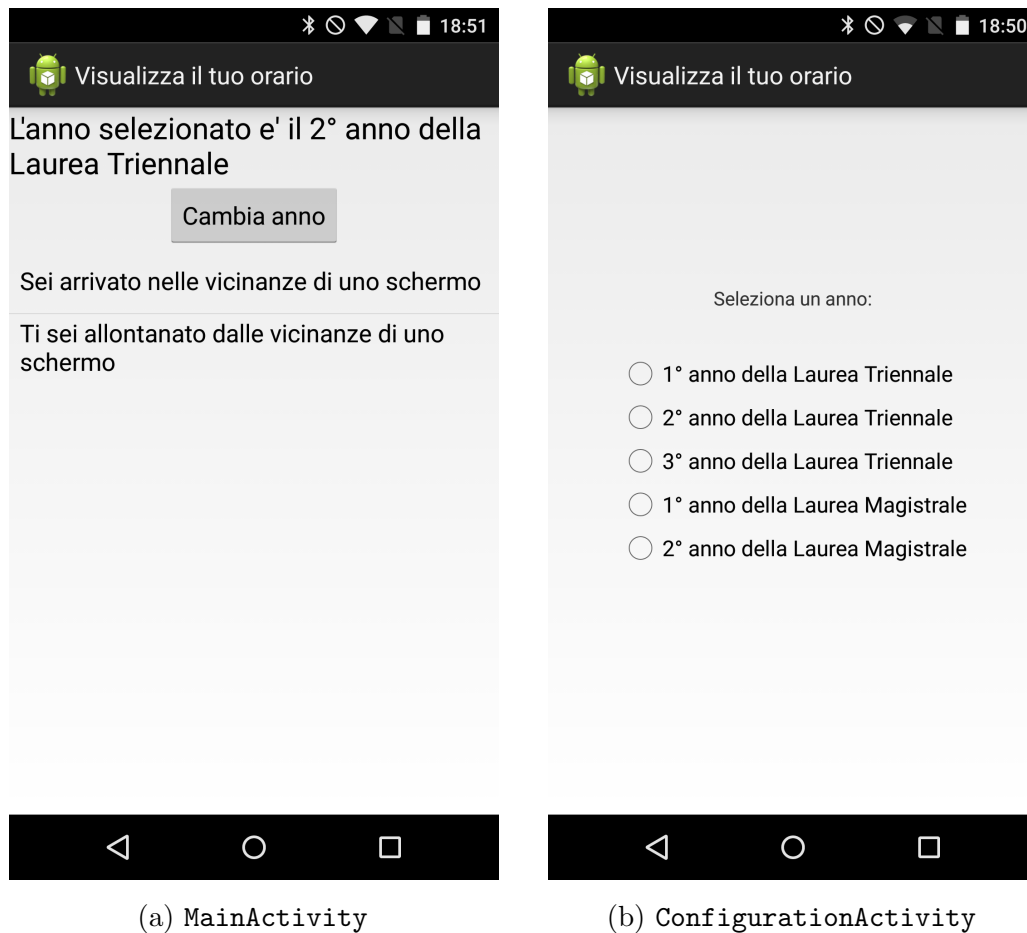 18:51
Visualizza il tuo orario
L'anno selezionato e' il 2° anno della
Laurea Triennale
Cambia anno
Sei arrivato nelle vicinanze di uno schermo
Ti sei allontanato dalle vicinanze di uno
schermo
(a) MainActivity
18:50
Visualizza il tuo orario
Seleziona un anno:
1° anno della Laurea Triennale
2° anno della Laurea Triennale
3° anno della Laurea Triennale
1° anno della Laurea Magistrale
2° anno della Laurea Magistrale
(b) ConfigurationActivity